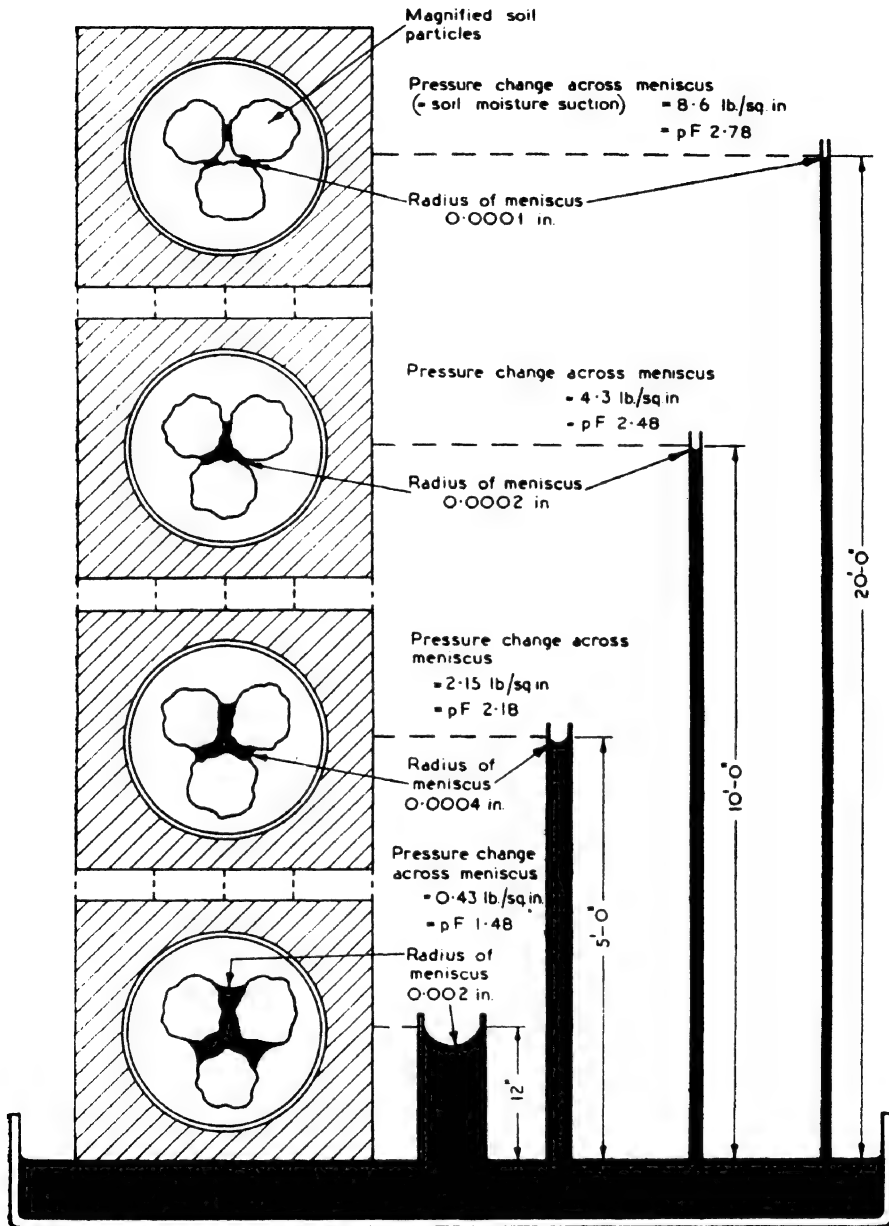 Magnified soil
particles
Pressure change across meniscus
(= soil moisture suction) = 8·6 lb./sq. in
= pF 2·78
Radius of meniscus
0·0001 in.
Pressure change across meniscus
= 4·3 lb./sq.in
= pF 2·48
Radius of meniscus
0·0002 in
20'-0"
Pressure change across
meniscus
= 2·15 lb/sq in
= pF 2·18
Radius of
meniscus
0·0004 in.
10'-0"
Pressure change
across meniscus
= 0·43 lb./sq.in.
= pF 1·48
5'-0"
Radius of
meniscus
0·002 in.
12"